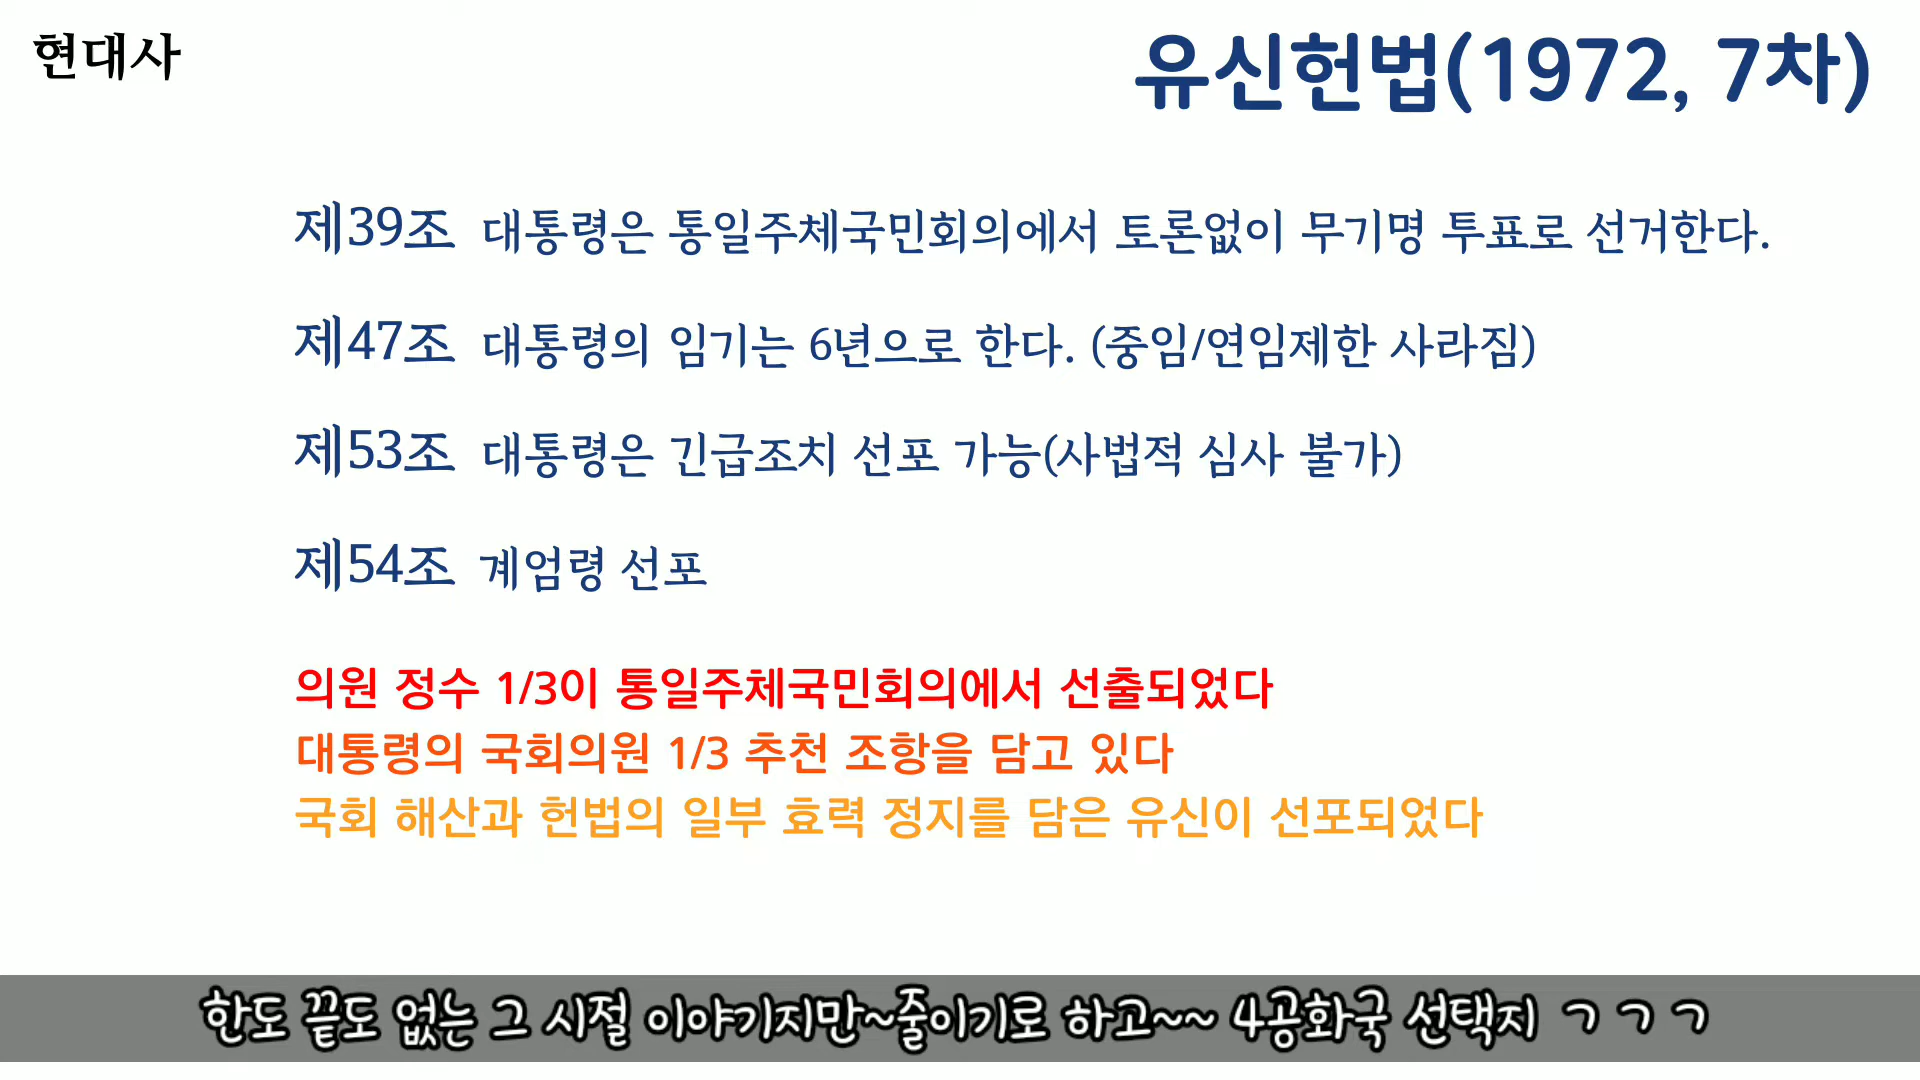 현대사
유신헌법(1972, 7차)
제39조 대통령은 통일주체국민회의에서 토론없이 무기명 투표로 선거한다.
제47조 대통령의 임기는 6년으로 한다. (중임/연임제한 사라짐)
제53조 대통령은 긴급조치 선포 가능(사법적 심사 불가)
제54조 계엄령 선포
의원 정수 1/3이 통일주체국민회의에서 선출되었다
대통령의 국회의원 1/3 추천 조항을 담고 있다
국회 해산과 헌법의 일부 효력 정지를 담은 유신이 선포되었다
한도 끝도 없는 그 시절 이야기지만~줄이기로 하고~~ 4공화국 선택지 ㄱ ㄱ ㄱ